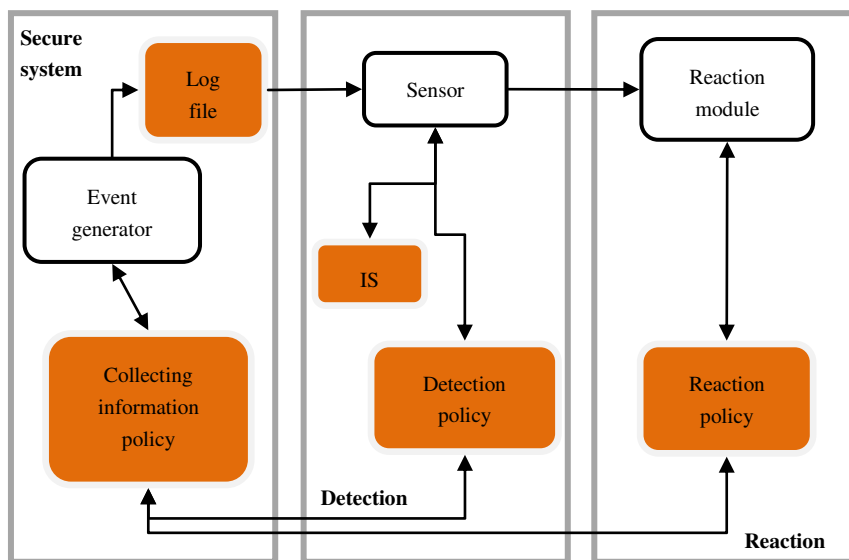 Secure
system
Log
file
Sensor
Reaction
module
Event
generator
IS
Collecting
information
policy
Detection
policy
Reaction
policy
Detection
Reaction